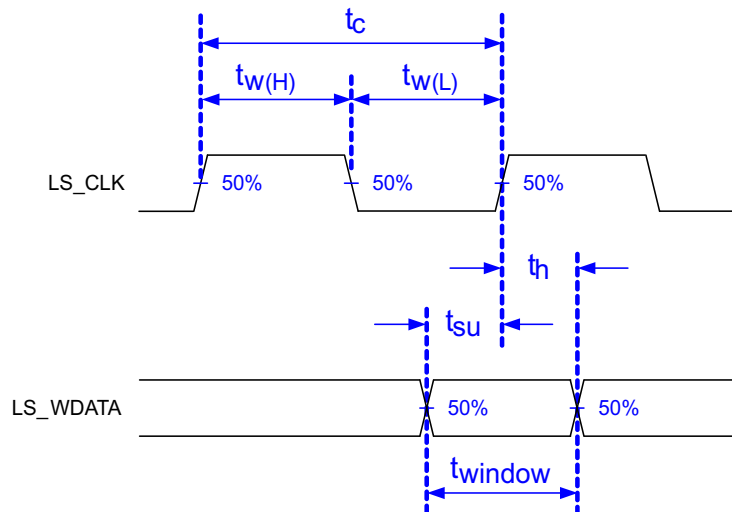 tc
tw(H)
tw(L)
LS_CLK
50%
50%
50%
th
tsu
LS_WDATA
50%
50%
twindow